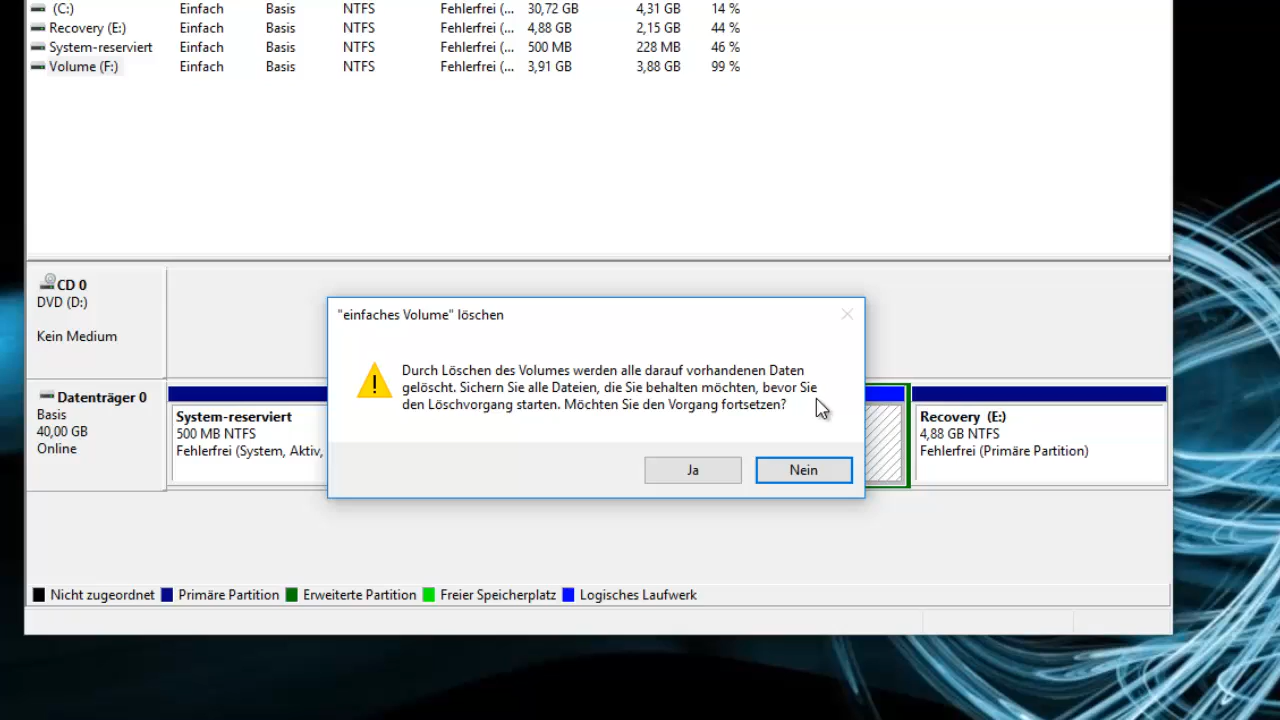 (C:) Einfach Basis NTFS Fehlerfrei (... 30,72 GB 4,31 GB 14 %
Recovery (E:) Einfach Basis NTFS Fehlerfrei (... 4,88 GB 2,15 GB 44 %
System-reserviert Einfach Basis NTFS Fehlerfrei (... 500 MB 228 MB 46 %
Volume (F:) Einfach Basis NTFS Fehlerfrei (... 3,91 GB 3,88 GB 99 %
CD 0
DVD (D:)
Kein Medium
"einfaches Volume" löschen
Durch Löschen des Volumes werden alle darauf vorhandenen Daten
gelöscht. Sichern Sie alle Dateien, die Sie behalten möchten, bevor Sie
den Löschvorgang starten. Möchten Sie den Vorgang fortsetzen?
Ja Nein
Datenträger 0
Basis
40,00 GB
Online
System-reserviert
500 MB NTFS
Fehlerfrei (System, Aktiv,
Recovery (E:)
4,88 GB NTFS
Fehlerfrei (Primäre Partition)
Nicht zugeordnet Primäre Partition Erweiterte Partition Freier Speicherplatz Logisches Laufwerk